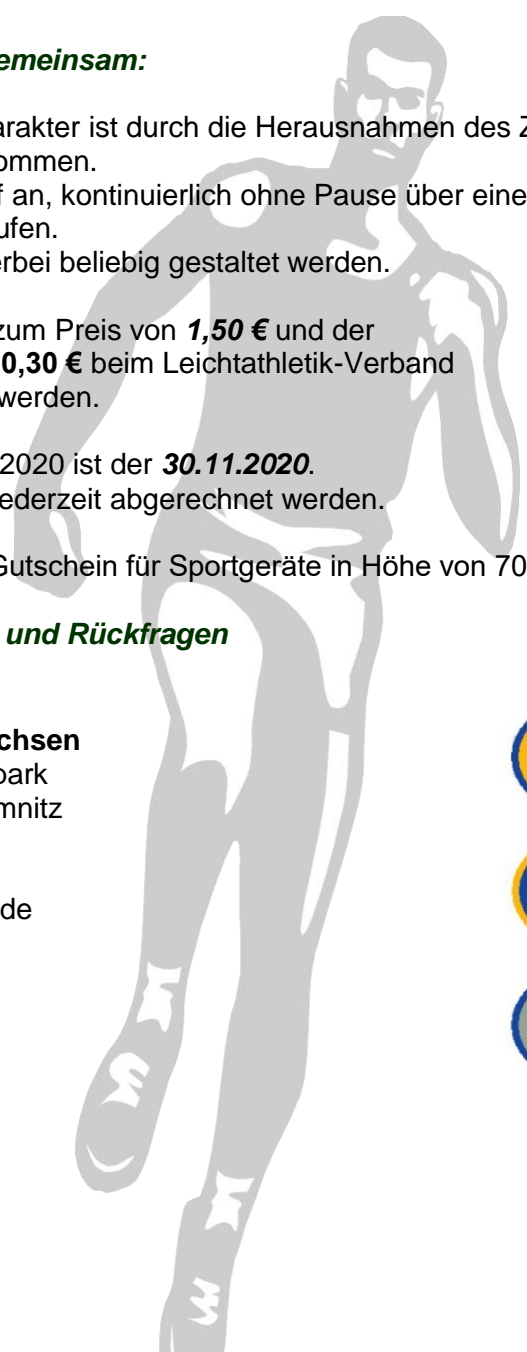 emeinsam:
arakter ist durch die Herausnahmen des Z
ommen.
f an, kontinuierlich ohne Pause über eine
ufen.
erbei beliebig gestaltet werden.
zum Preis von 1,50 € und der
0,30 € beim Leichtathletik-Verband
werden.
2020 ist der 30.11.2020.
jederzeit abgerechnet werden.
Gutschein für Sportgeräte in Höhe von 70
und Rückfragen
chsen
park
mnitz
de